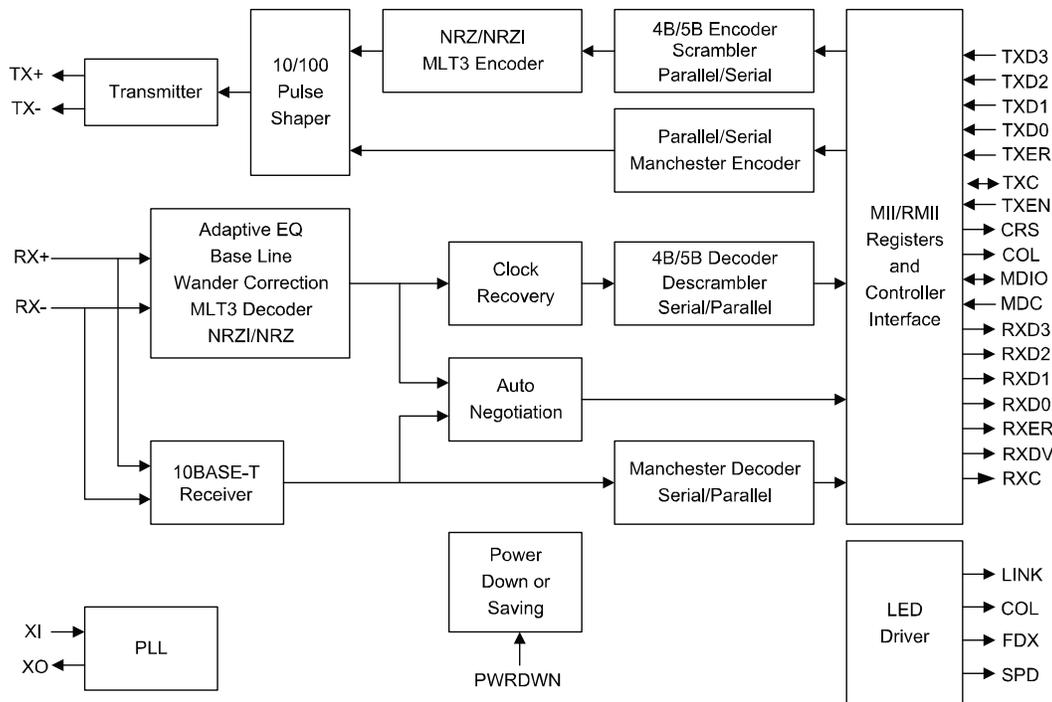 NRZ/NRZI
MLT3 Encoder
4B/5B Encoder
Scrambler
Parallel/Serial
10/100
Pulse
Shaper
Transmitter
TX+
TX-
Parallel/Serial
Manchester Encoder
TXD3
TXD2
TXD1
TXD0
TXER
TXC
TXEN
CRS
COL
MDIO
MDC
RXD3
RXD2
RXD1
RXD0
RXER
RXDV
RXC
MII/RMII
Registers
and
Controller
Interface
RX+
RX-
Adaptive EQ
Base Line
Wander Correction
MLT3 Decoder
NRZI/NRZ
Clock
Recovery
4B/5B Decoder
Descrambler
Serial/Parallel
Auto
Negotiation
10BASE-T
Receiver
Manchester Decoder
Serial/Parallel
Power
Down or
Saving
PWRDWN
XI
XO
PLL
LED
Driver
LINK
COL
FDX
SPD